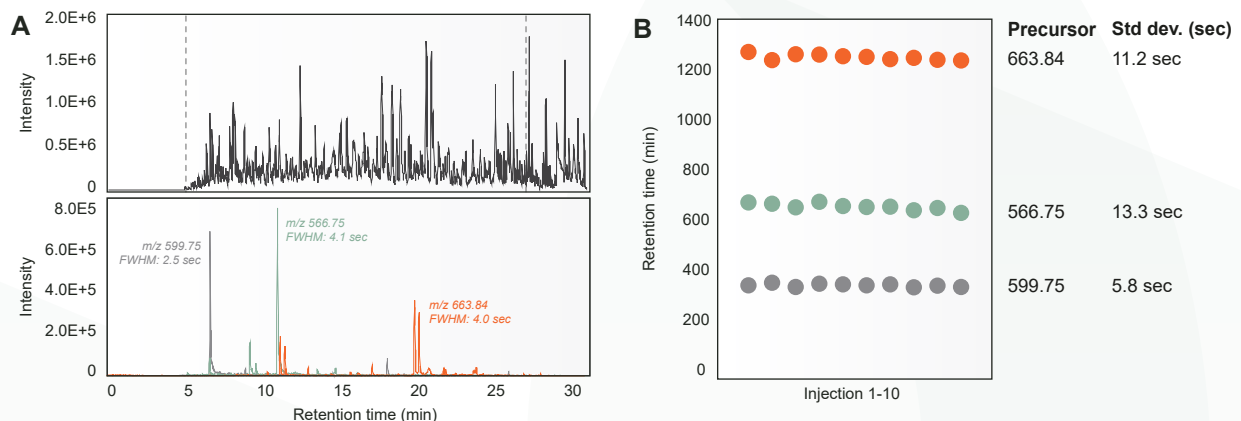 A
2.0E+6
1.5E+6
1.0E+6
0.5E+6
0
Intensity
8.0E+5
6.0E+5
4.0E+5
2.0E+5
0
Intensity
m/z 599.75
FWHM: 2.5 sec
m/z 566.75
FWHM: 4.1 sec
m/z 663.84
FWHM: 4.0 sec
0 5 10 15 20 25 30
Retention time (min)
B
1400
1200
1000
800
600
400
200
0
Retention time (min)
Injection 1-10
Precursor Std dev. (sec)
663.84 11.2 sec
566.75 13.3 sec
599.75 5.8 sec